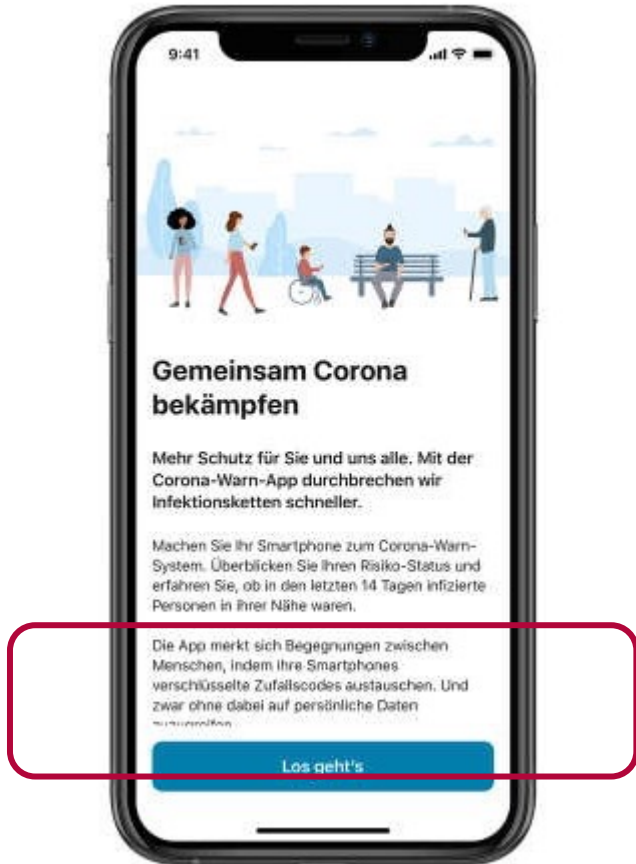 9:41
Gemeinsam Corona
bekämpfen
Mehr Schutz für Sie und uns alle. Mit der
Corona-Warn-App durchbrechen wir
Infektionsketten schneller.
Machen Sie Ihr Smartphone zum Corona-Warn-
System. Überblicken Sie Ihren Risiko-Status und
erfahren Sie, ob in den letzten 14 Tagen infizierte
Personen in Ihrer Nähe waren.
Die App merkt sich Begegnungen zwischen
Menschen, indem ihre Smartphones
verschlüsselte Zufallscodes austauschen. Und
zwar ohne dabei auf persönliche Daten
Los geht's